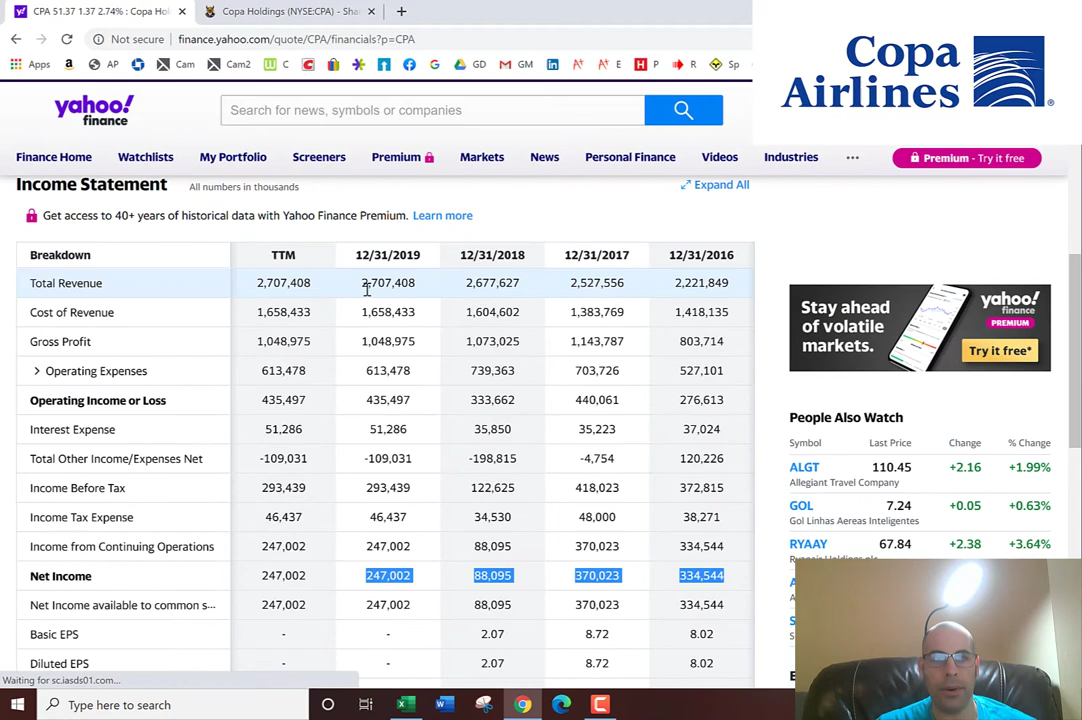 CPA 51.37 1.37 2.74% : Copa Hol
Copa Holdings (NYSE:CPA) - Sha
Not secure finance.yahoo.com/quote/CPA/financials?p=CPA
Apps AP Cam Cam2 C E GD GM E P R Sp
Copa Airlines
yahoo! finance
Search for news, symbols or companies
Finance Home Watchlists My Portfolio Screeners Premium Markets News Personal Finance Videos Industries ••• Premium - Try it free
Income Statement All numbers in thousands Expand All
Get access to 40+ years of historical data with Yahoo Finance Premium. Learn more
Breakdown TTM 12/31/2019 12/31/2018 12/31/2017 12/31/2016
Total Revenue 2,707,408 2,707,408 2,677,627 2,527,556 2,221,849
Cost of Revenue 1,658,433 1,658,433 1,604,602 1,383,769 1,418,135
Gross Profit 1,048,975 1,048,975 1,073,025 1,143,787 803,714
Operating Expenses 613,478 613,478 739,363 703,726 527,101
Operating Income or Loss 435,497 435,497 333,662 440,061 276,613
Interest Expense 51,286 51,286 35,850 35,223 37,024
Total Other Income/Expenses Net -109,031 -109,031 -198,815 -4,754 120,226
Income Before Tax 293,439 293,439 122,625 418,023 372,815
Income Tax Expense 46,437 46,437 34,530 48,000 38,271
Income from Continuing Operations 247,002 247,002 88,095 370,023 334,544
Net Income 247,002 247,002 88,095 370,023 334,544
Net Income available to common s... 247,002 247,002 88,095 370,023 334,544
Basic EPS - - 2.07 8.72 8.02
Diluted EPS - - 2.07 8.72 8.02
Stay ahead of volatile markets.
yahoo! finance PREMIUM
Try it free*
People Also Watch
Symbol Last Price Change % Change
ALGT 110.45 +2.16 +1.99%
Allegiant Travel Company
GOL 7.24 +0.05 +0.63%
Gol Linhas Aereas Inteligentes
RYAAY 67.84 +2.38 +3.64%
Waiting for sc.iasds01.com...
Type here to search